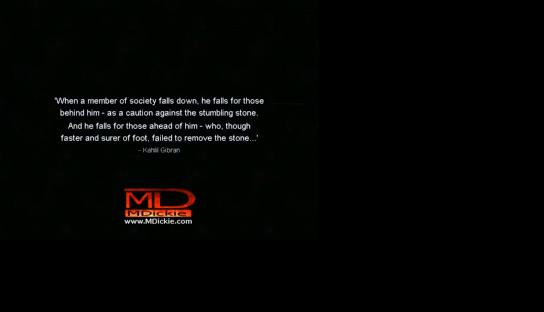 'When a member of society falls down, he falls for those
behind him - as a caution against the stumbling stone.
And he falls for those ahead of him - who, though
faster and surer of foot, failed to remove the stone...'
- Kahlil Gibran
MD
MDickie
www.MDickie.com